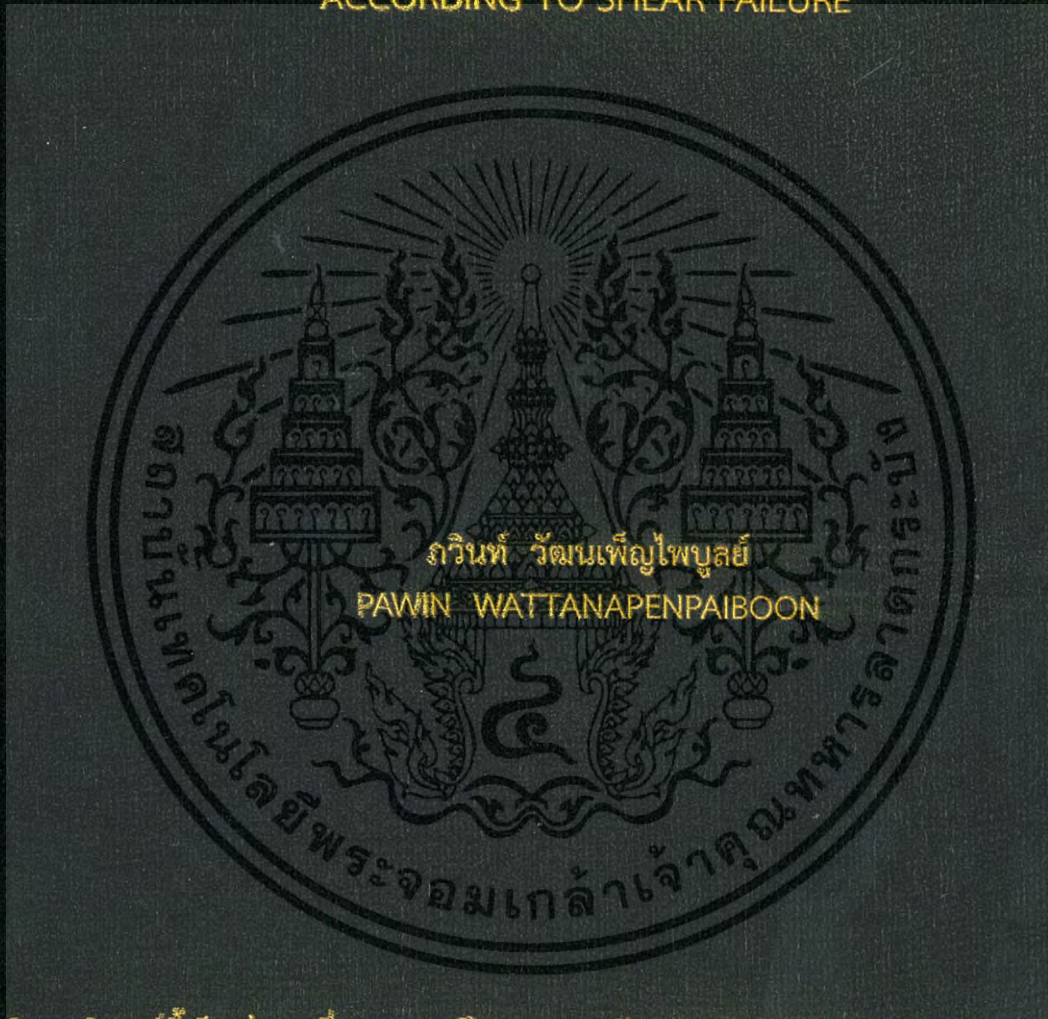 ACCORDING TO SHEAR FAILURE
ภวินท์ วัฒนเพ็ญไพบูลย์
PAWIN WATTANAPENPAIBOON
๔
สถาบันเทคโนโลยีพระจอมเกล้าเจ้าคุณทหารลาดกระบัง